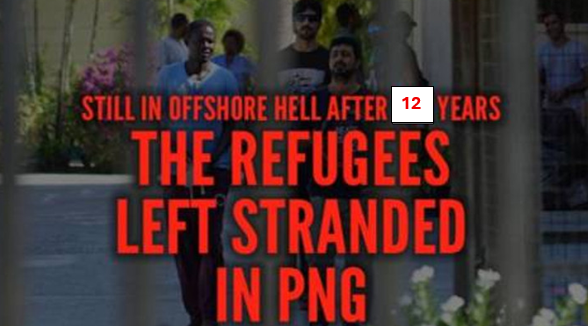 STILL IN OFFSHORE HELL AFTER 12 YEARS
THE REFUGEES
LEFT STRANDED
IN PNG